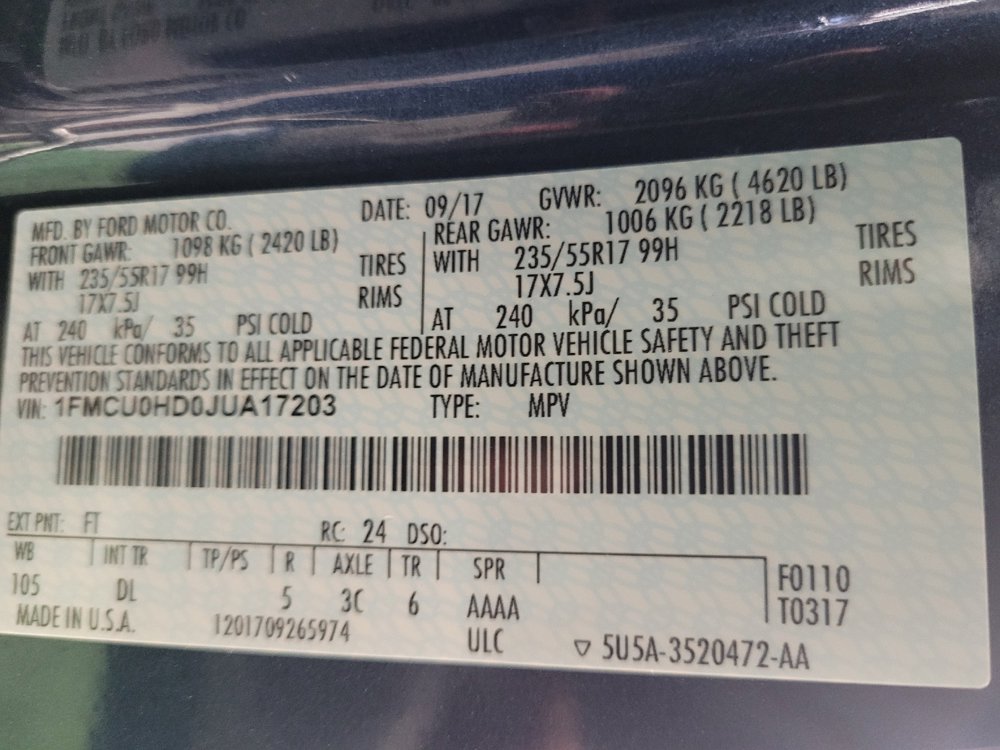 MFD. BY FORD MOTOR CO. DATE: 09/17 GVWR: 2096 KG ( 4620 LB)
FRONT GAWR: 1098 KG ( 2420 LB) REAR GAWR: 1006 KG ( 2218 LB)
WITH 235/55R17 99H TIRES WITH 235/55R17 99H TIRES
17X7.5J RIMS 17X7.5J RIMS
AT 240 kPa/ 35 PSI COLD AT 240 kPa/ 35 PSI COLD
THIS VEHICLE CONFORMS TO ALL APPLICABLE FEDERAL MOTOR VEHICLE SAFETY AND THEFT
PREVENTION STANDARDS IN EFFECT ON THE DATE OF MANUFACTURE SHOWN ABOVE.
VIN: 1FMCU0HD0JUA17203 TYPE: MPV
EXT PNT: FT RC: 24 DSO:
WB INT TR TP/PS R AXLE TR SPR F0110
105 DL 5 3C 6 AAAA T0317
MADE IN U.S.A. 1201709265974 ULC ▽ 5U5A-3520472-AA